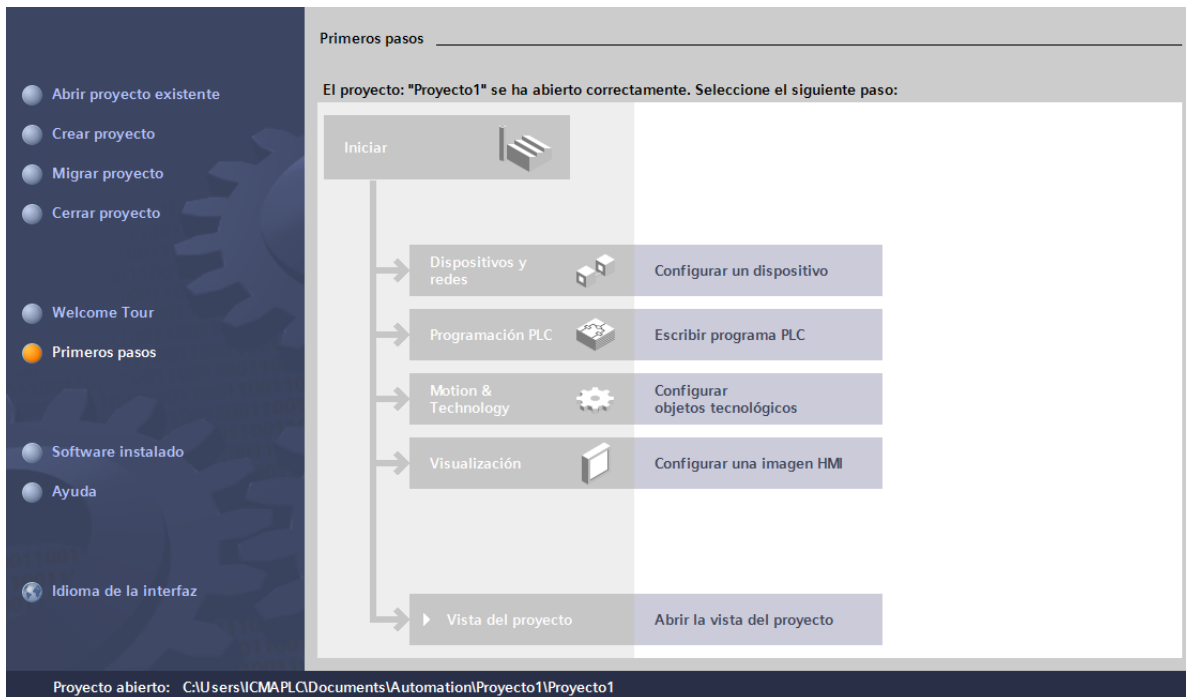 Abrir proyecto existente
Crear proyecto
Migrar proyecto
Cerrar proyecto
Welcome Tour
Primeros pasos
Software instalado
Ayuda
Idioma de la interfaz
Primeros pasos
El proyecto: "Proyecto1" se ha abierto correctamente. Seleccione el siguiente paso:
Iniciar
Dispositivos y
redes
Configurar un dispositivo
Programación PLC
Escribir programa PLC
Motion &
Technology
Configurar
objetos tecnológicos
Visualización
Configurar una imagen HMI
Vista del proyecto
Abrir la vista del proyecto
Proyecto abierto: C:\Users\ICMAPLC\Documents\Automation\Proyecto1\Proyecto1